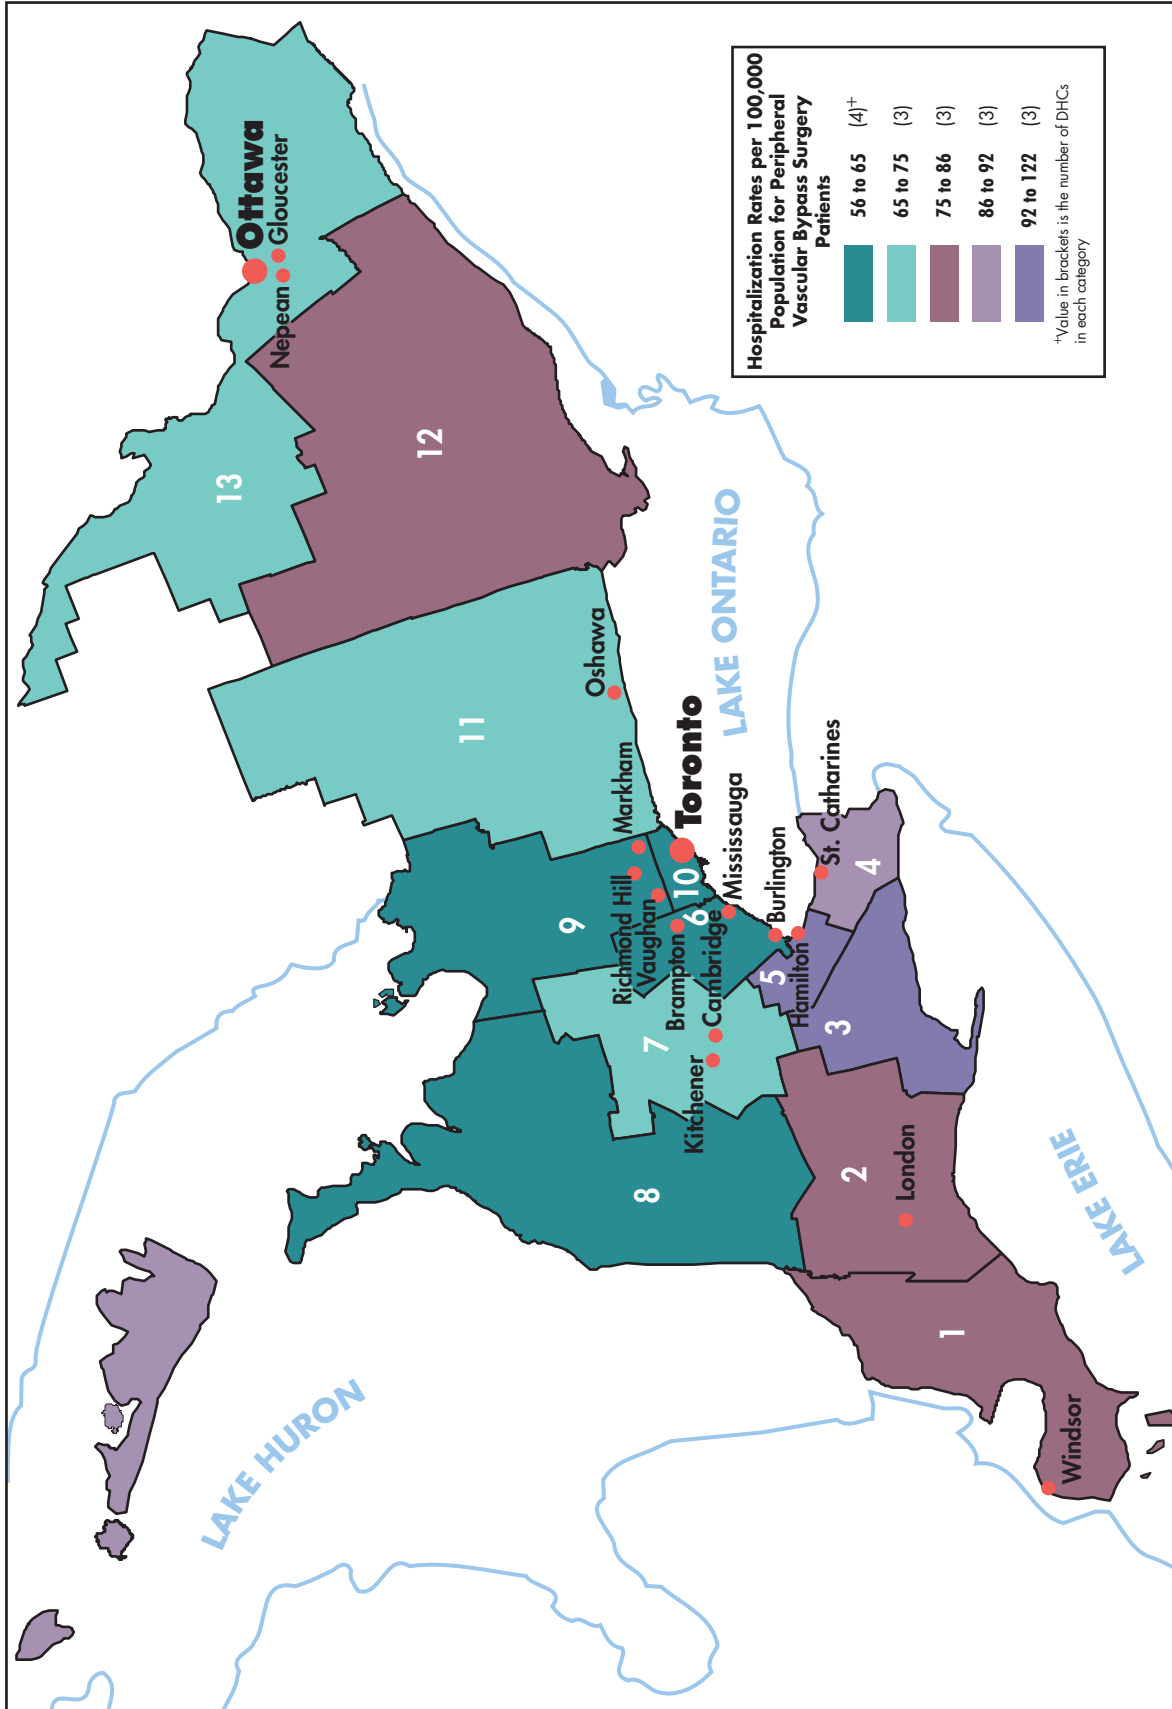 Ottawa
Gloucester
Nepean
13
12
11
Oshawa
Markham
Richmond Hill
Vaughan
Toronto
10
9
6
Brampton
Mississauga
Cambridge
Kitchener
7
8
Burlington
Hamilton
5
St. Catharines
4
3
2
London
1
Windsor
LAKE HURON
LAKE ONTARIO
LAKE ERIE
Hospitalization Rates per 100,000
Population for Peripheral
Vascular Bypass Surgery
Patients
56 to 65 (4)+
65 to 75 (3)
75 to 86 (3)
86 to 92 (3)
92 to 122 (3)
+Value in brackets is the number of DHCs
in each category